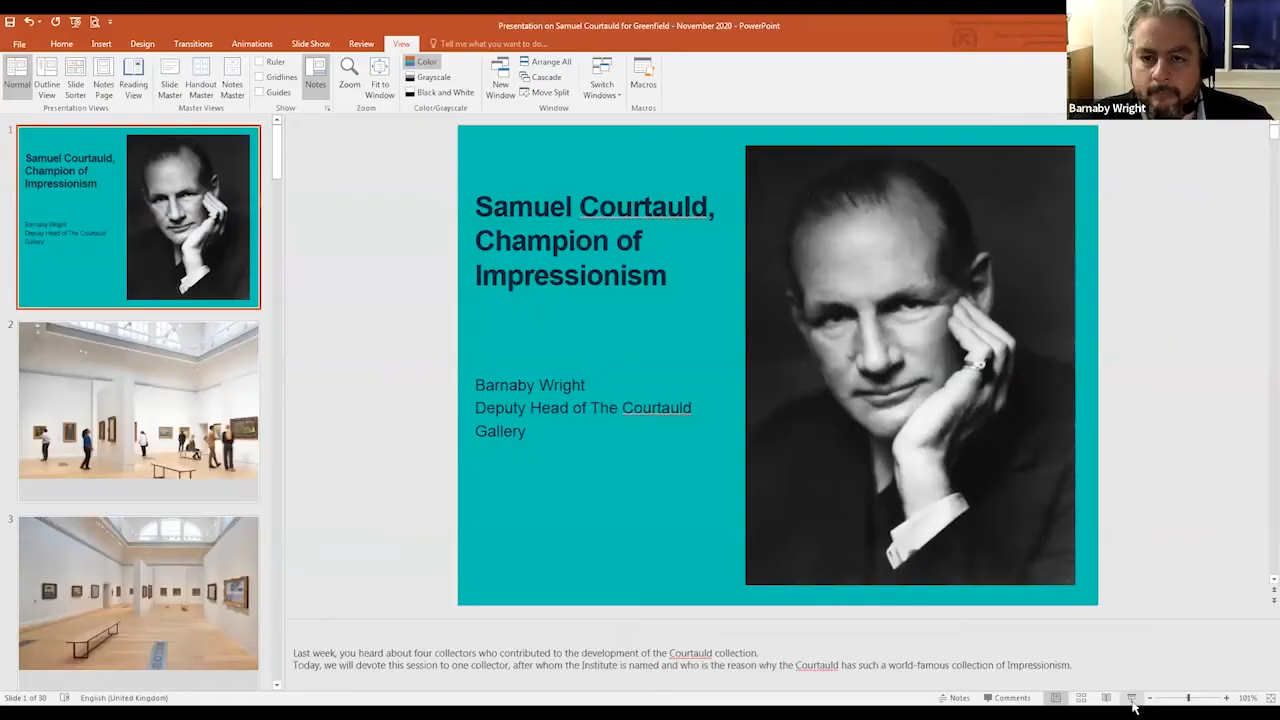 Presentation on Samuel Courtauld for Greenfield - November 2020 - PowerPoint
File Home Insert Design Transitions Animations Slide Show Review View Tell me what you want to do...
Normal Outline View Slide Sorter Notes Page Reading View
Presentation Views
Slide Master Handout Master Notes Master
Master Views
Ruler
Gridlines
Guides
Show
Notes
Zoom Fit to Window
Zoom
Color
Grayscale
Black and White
Color/Grayscale
New Window
Arrange All
Cascade
Move Split
Switch Windows
Window
Macros
Macros
Barnaby Wright
1
Samuel Courtauld,
Champion of
Impressionism
Barnaby Wright
Deputy Head of The Courtauld
Gallery
2
3
Samuel Courtauld,
Champion of
Impressionism
Barnaby Wright
Deputy Head of The Courtauld
Gallery
Last week, you heard about four collectors who contributed to the development of the Courtauld collection.
Today, we will devote this session to one collector, after whom the Institute is named and who is the reason why the Courtauld has such a world-famous collection of Impressionism.
Slide 1 of 30 English (United Kingdom) Notes Comments 101%